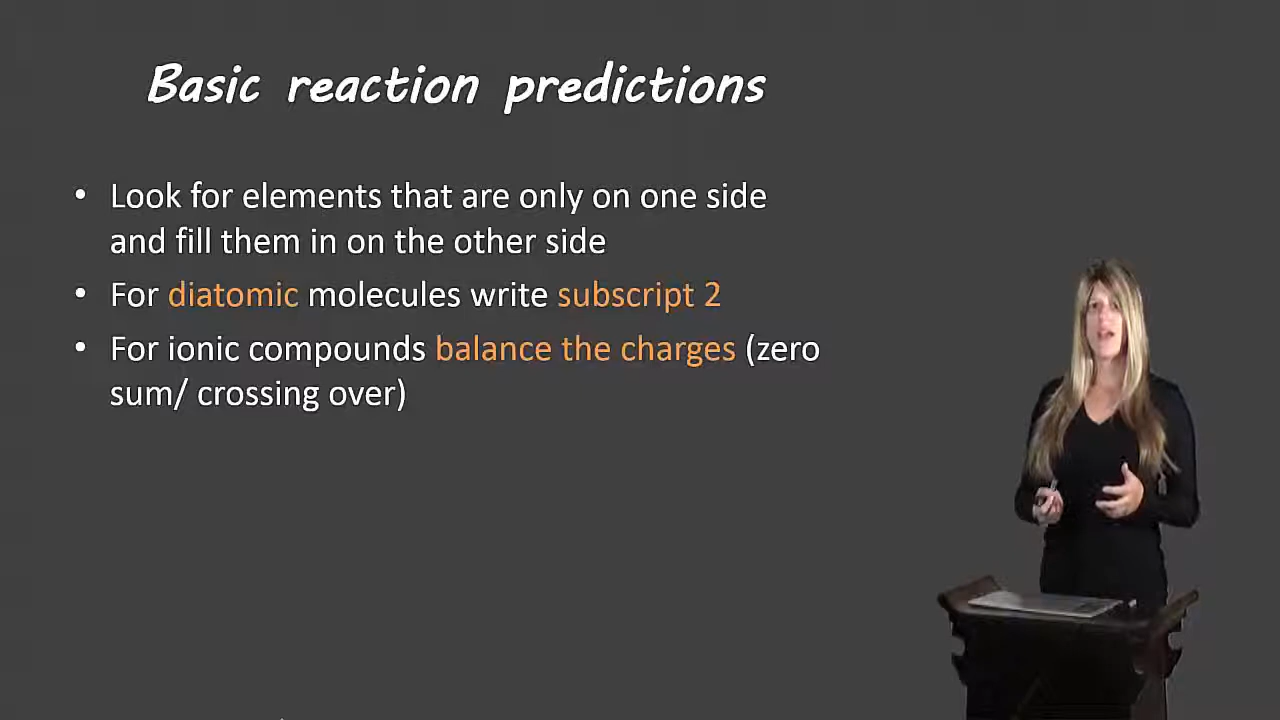 Basic reaction predictions
• Look for elements that are only on one side
and fill them in on the other side
• For diatomic molecules write subscript 2
• For ionic compounds balance the charges (zero
sum/ crossing over)